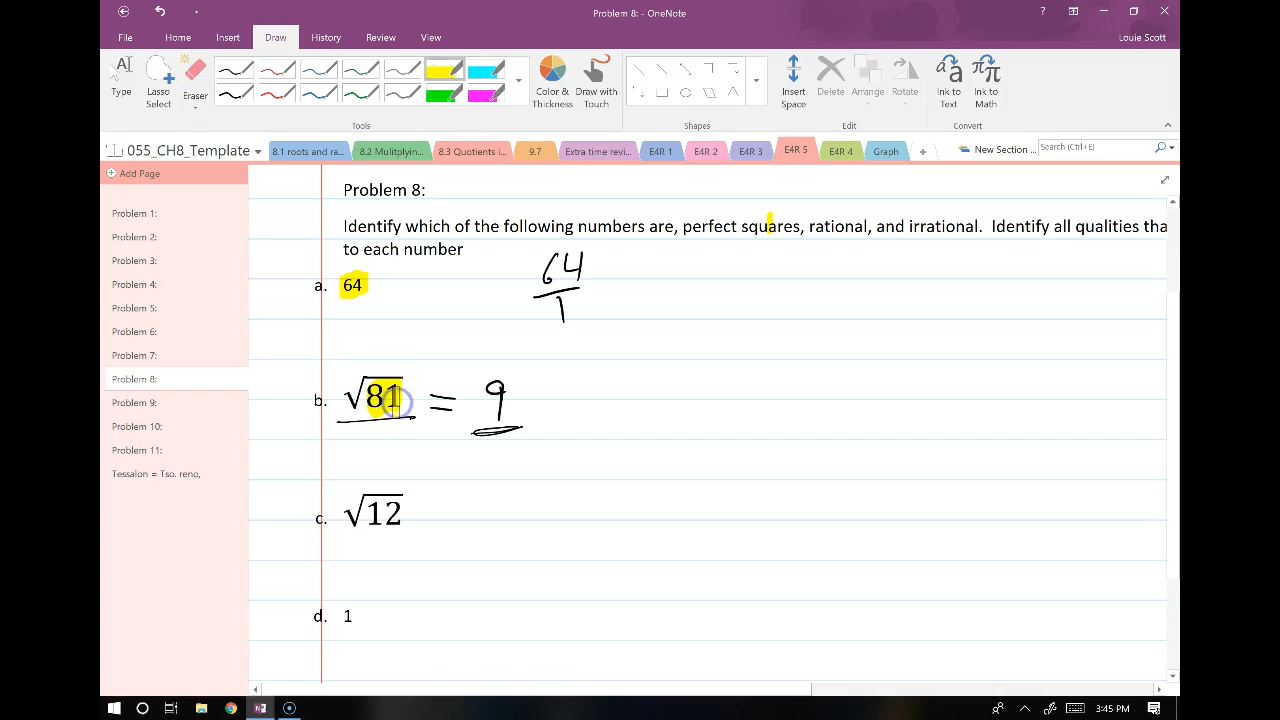 Problem 8: - OneNote
File Home Insert Draw History Review View
Louie Scott
Type
Lasso Select
Eraser
Color & Thickness
Draw with Touch
Insert Space
Delete
Arrange
Rotate
Ink to Text
Ink to Math
Tools
Shapes
Edit
Convert
055_CH8_Template
8.1 roots and ra...
8.2 Mulitplying...
8.3 Quotients i...
9.7
Extra time revi...
E4R 1
E4R 2
E4R 3
E4R 5
E4R 4
Graph
New Section ...
Search (Ctrl+E)
Add Page
Problem 1:
Problem 2:
Problem 3:
Problem 4:
Problem 5:
Problem 6:
Problem 7:
Problem 8:
Problem 9:
Problem 10:
Problem 11:
Tessalon = Tso. reno,
Problem 8:
Identify which of the following numbers are, perfect squares, rational, and irrational. Identify all qualities tha
to each number
a. 64
64
1
b. √81 = 9
c. √12
d. 1
3:45 PM